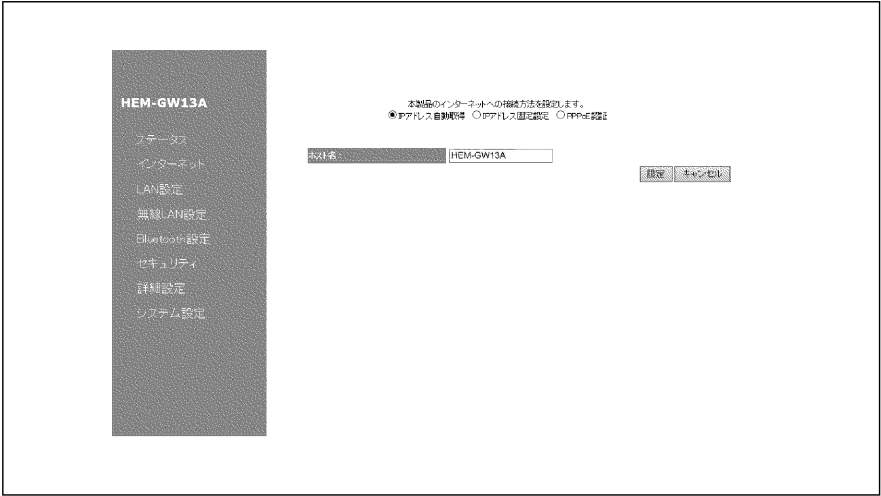 HEM-GW13A
ステータス
インターネット
LAN設定
無線LAN設定
Bluetooth設定
セキュリティ
詳細設定
システム設定
本製品のインターネットへの接続方法を設定します。
IPアドレス自動取得 IPアドレス固定設定 PPPoE認証
ホスト名: HEM-GW13A
設定 キャンセル